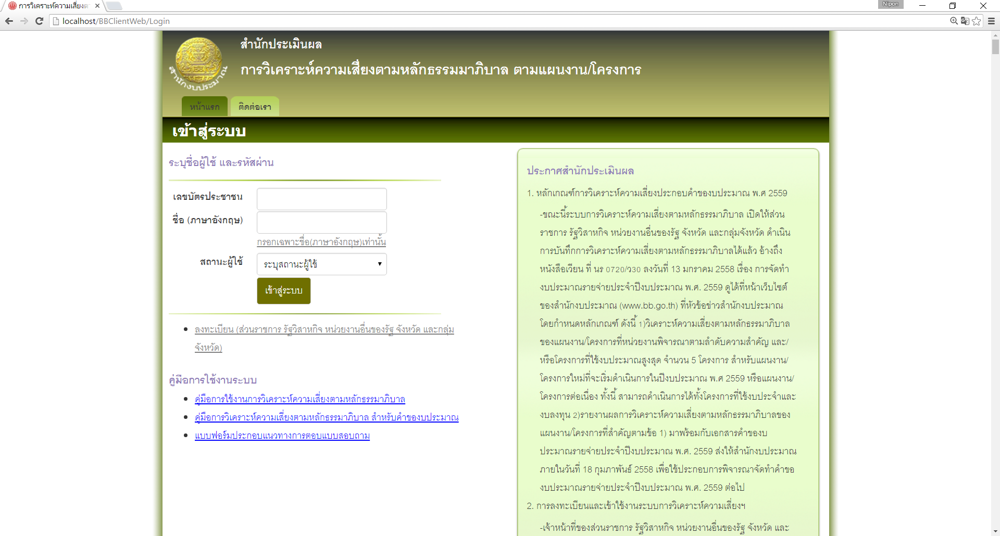 การวิเคราะห์ความเสี่ยงต
Nipon
localhost/BBClientWeb/Login
สำนักงบประมาณ
สำนักประเมินผล
การวิเคราะห์ความเสี่ยงตามหลักธรรมมาภิบาล ตามแผนงาน/โครงการ
หน้าแรก
ติดต่อเรา
เข้าสู่ระบบ
ระบุชื่อผู้ใช้ และรหัสผ่าน
เลขบัตรประชาชน
ชื่อ (ภาษาอังกฤษ)
กรอกเฉพาะชื่อ(ภาษาอังกฤษ)เท่านั้น
สถานะผู้ใช้
ระบุสถานะผู้ใช้
เข้าสู่ระบบ
ลงทะเบียน (ส่วนราชการ รัฐวิสาหกิจ หน่วยงานอื่นของรัฐ จังหวัด และกลุ่ม
จังหวัด)
คู่มือการใช้งานระบบ
คู่มือการใช้งานการวิเคราะห์ความเสี่ยงตามหลักธรรมาภิบาล
คู่มือการวิเคราะห์ความเสี่ยงตามหลักธรรมาภิบาล สำหรับคำของบประมาณ
แบบฟอร์มประกอบแนวทางการตอบแบบสอบถาม
ประกาศสำนักประเมินผล
1. หลักเกณฑ์การวิเคราะห์ความเสี่ยงประกอบคำของบประมาณ พ.ศ 2559
-ขณะนี้ระบบการวิเคราะห์ความเสี่ยงตามหลักธรรมาภิบาล เปิดให้ส่วน
ราชการ รัฐวิสาหกิจ หน่วยงานอื่นของรัฐ จังหวัด และกลุ่มจังหวัด ดำเนิน
การบันทึกการวิเคราะห์ความเสี่ยงตามหลักธรรมาภิบาลได้แล้ว อ้างถึง
หนังสือเวียน ที่ นร 0720/ว30 ลงวันที่ 13 มกราคม 2558 เรื่อง การจัดทำ
งบประมาณรายจ่ายประจำปีงบประมาณ พ.ศ. 2559 ดูได้ที่หน้าเว็บไซต์
ของสำนักงบประมาณ (www.bb.go.th) ที่หัวข้อข่าวสำนักงบประมาณ
โดยกำหนดหลักเกณฑ์ ดังนี้ 1)วิเคราะห์ความเสี่ยงตามหลักธรรมาภิบาล
ของแผนงาน/โครงการที่หน่วยงานพิจารณาตามลำดับความสำคัญ และ/
หรือโครงการที่ใช้งบประมาณสูงสุด จำนวน 5 โครงการ สำหรับแผนงาน/
โครงการใหม่ที่จะเริ่มดำเนินการในปีงบประมาณ พ.ศ 2559 หรือแผนงาน/
โครงการต่อเนื่อง ทั้งนี้ สามารถดำเนินการได้ทั้งโครงการที่ใช้งบประจำและ
งบลงทุน 2)รายงานผลการวิเคราะห์ความเสี่ยงตามหลักธรรมาภิบาลของ
แผนงาน/โครงการที่สำคัญตามข้อ 1) มาพร้อมกับเอกสารคำของบ
ประมาณรายจ่ายประจำปีงบประมาณ พ.ศ. 2559 ส่งให้สำนักงบประมาณ
ภายในวันที่ 18 กุมภาพันธ์ 2558 เพื่อใช้ประกอบการพิจารณาจัดทำคำขอ
งบประมาณรายจ่ายประจำปีงบประมาณ พ.ศ. 2559 ต่อไป
2. การลงทะเบียนและเข้าใช้งานระบบการวิเคราะห์ความเสี่ยงฯ
-เจ้าหน้าที่ของส่วนราชการ รัฐวิสาหกิจ หน่วยงานอื่นของรัฐ จังหวัด และ